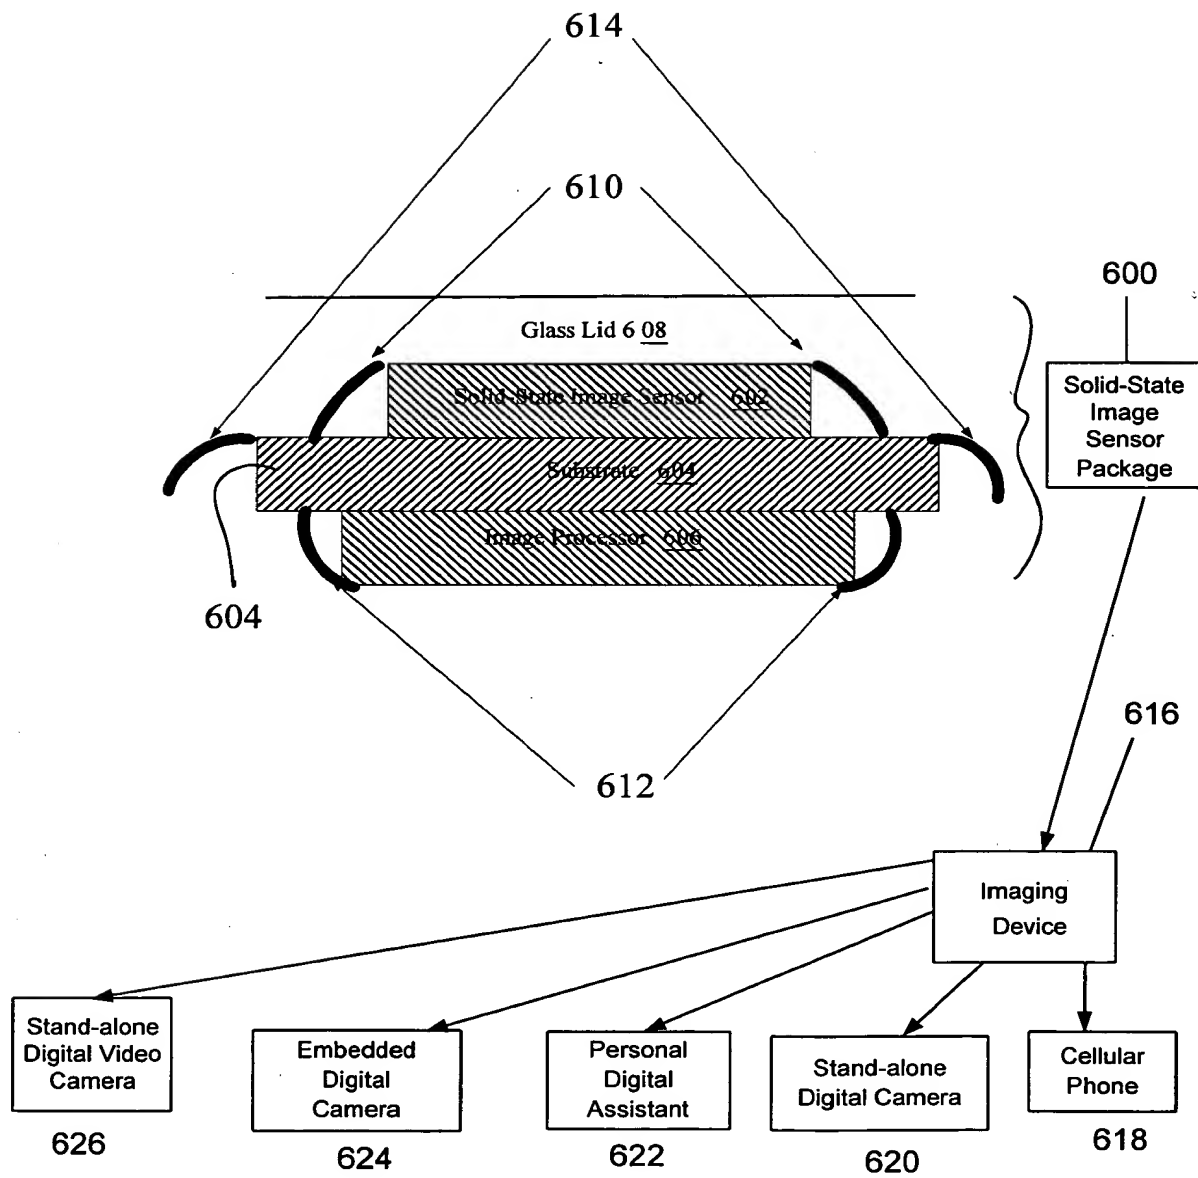 614
610
600
Glass Lid 6 08
Solid-State Image Sensor 602
Solid-State
Image
Sensor
Package
Substrate 604
Image Processor 606
604
616
612
Imaging
Device
Stand-alone
Digital Video
Camera
Embedded
Digital
Camera
Personal
Digital
Assistant
Stand-alone
Digital Camera
Cellular
Phone
626
624
622
620
618